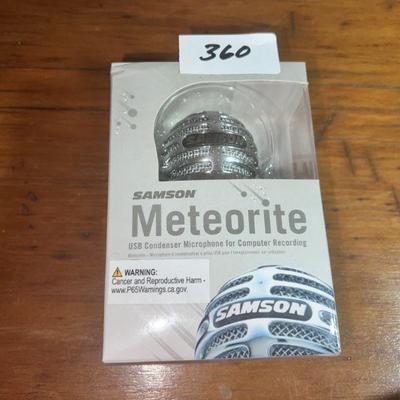 360
SAMSON
Meteorite
USB Condenser Microphone for Computer Recording
WARNING:
Cancer and Reproductive Harm -
www.P65Warnings.ca.gov.
SAMSON